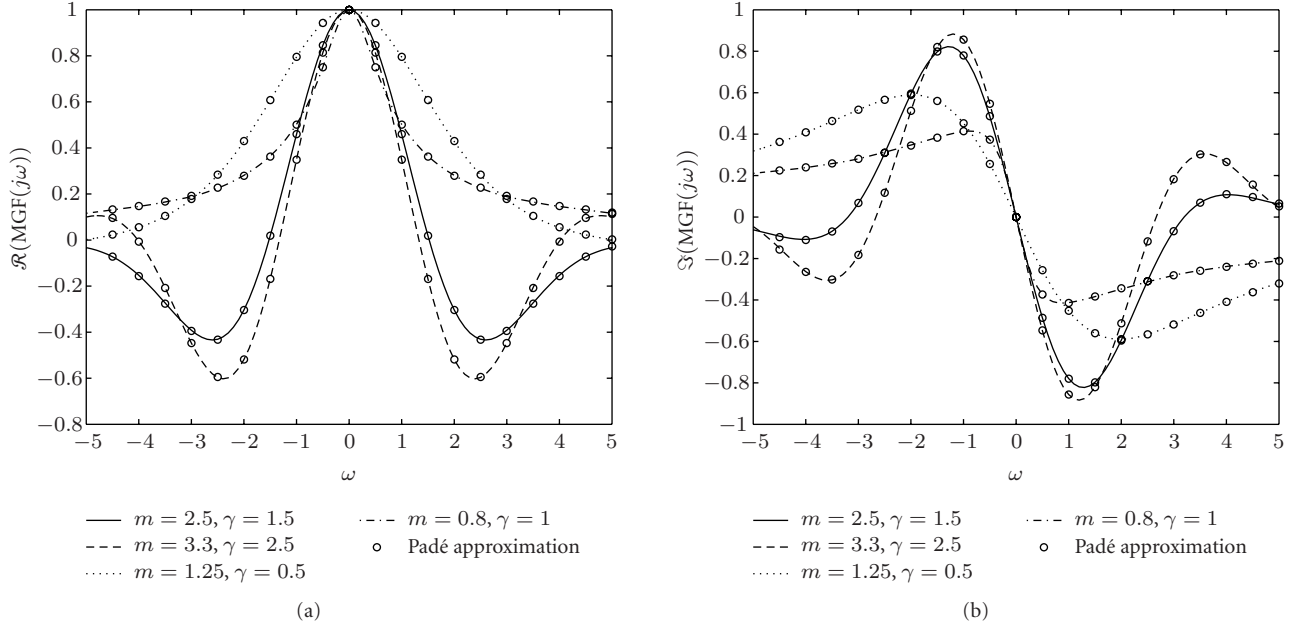 1
0.8
0.6
0.4
0.2
0
−0.2
−0.4
−0.6
−0.8
ℛ(MGF(jω))
−5 −4 −3 −2 −1 0 1 2 3 4 5
ω
m = 2.5, γ = 1.5
m = 3.3, γ = 2.5
m = 1.25, γ = 0.5
m = 0.8, γ = 1
Padé approximation
(a)
1
0.8
0.6
0.4
0.2
0
−0.2
−0.4
−0.6
−0.8
−1
ℑ(MGF(jω))
−5 −4 −3 −2 −1 0 1 2 3 4 5
ω
m = 2.5, γ = 1.5
m = 3.3, γ = 2.5
m = 1.25, γ = 0.5
m = 0.8, γ = 1
Padé approximation
(b)